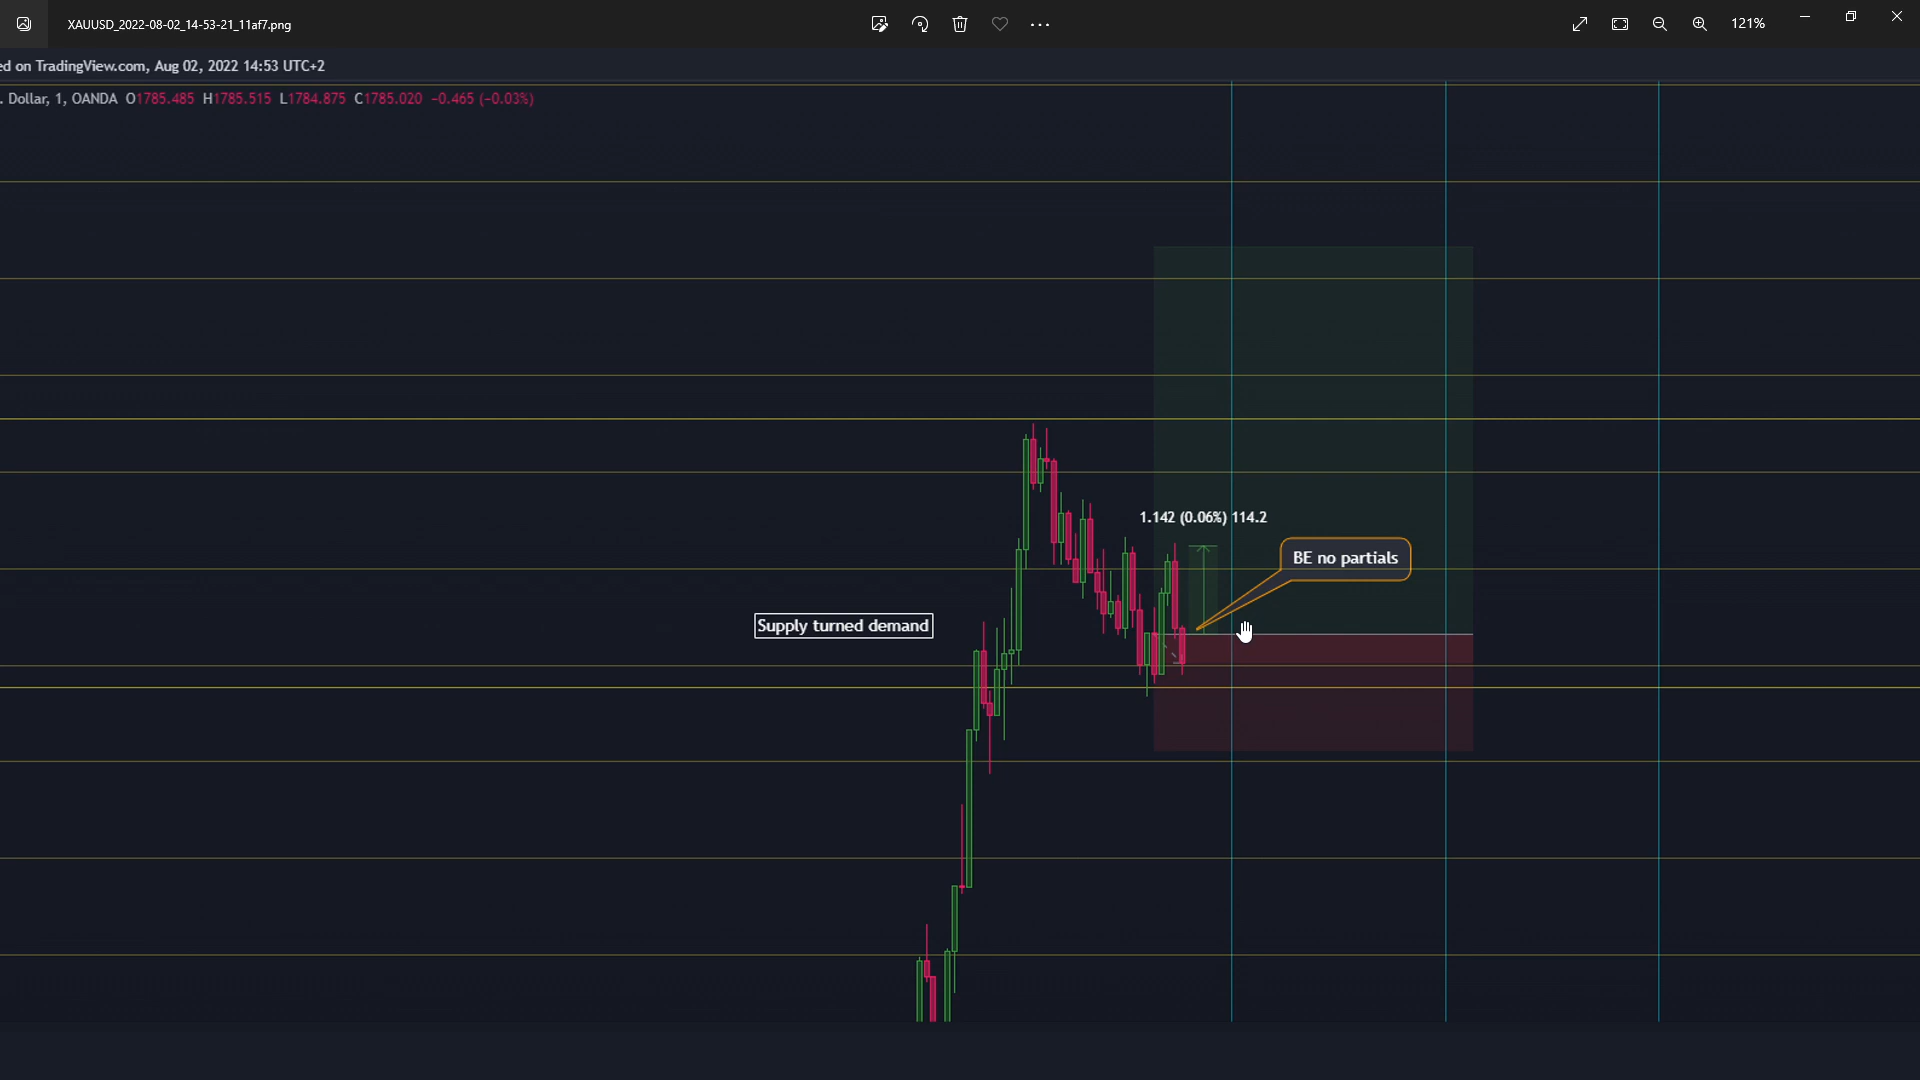 XAUUSD_2022-08-02_14-53-21_11af7.png
121%
ed on TradingView.com, Aug 02, 2022 14:53 UTC+2
. Dollar, 1, OANDA O1785.485 H1785.515 L1784.875 C1785.020 −0.465 (−0.03%)
1.142 (0.06%) 114.2
BE no partials
Supply turned demand